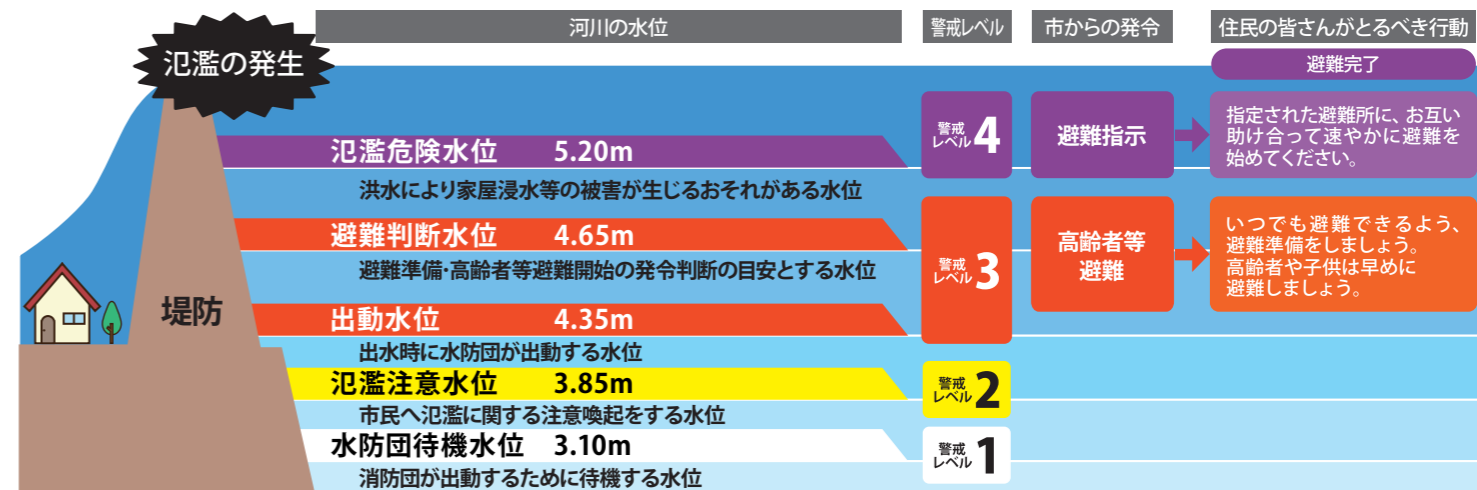 河川の水位
警戒レベル
市からの発令
住民の皆さんがとるべき行動
氾濫の発生
避難完了
氾濫危険水位 5.20m
洪水により家屋浸水等の被害が生じるおそれがある水位
警戒
レベル4
避難指示
指定された避難所に、お互い
助け合って速やかに避難を
始めてください。
避難判断水位 4.65m
避難準備・高齢者等避難開始の発令判断の目安とする水位
堤防
出動水位 4.35m
出水時に水防団が出動する水位
警戒
レベル3
高齢者等
避難
いつでも避難できるよう、
避難準備をしましょう。
高齢者や子供は早めに
避難しましょう。
氾濫注意水位 3.85m
市民へ氾濫に関する注意喚起をする水位
警戒
レベル2
水防団待機水位 3.10m
消防団が出動するために待機する水位
警戒
レベル1